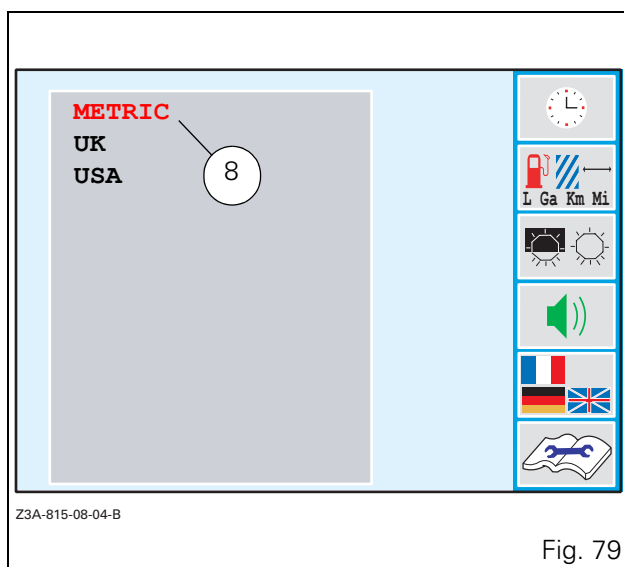 METRIC
UK
USA
8
L Ga Km Mi
Z3A-815-08-04-B
Fig. 79